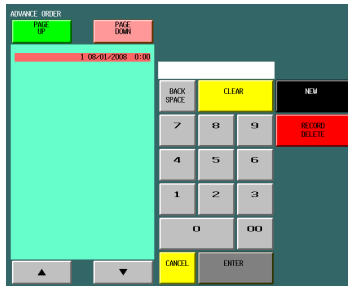 ADVANCE ORDER
PAGE UP
PAGE DOWN
1 08/01/2008 0:00
BACK SPACE
CLEAR
NEW
7 8 9
RECORD DELETE
4 5 6
1 2 3
0 00
CANCEL
ENTER